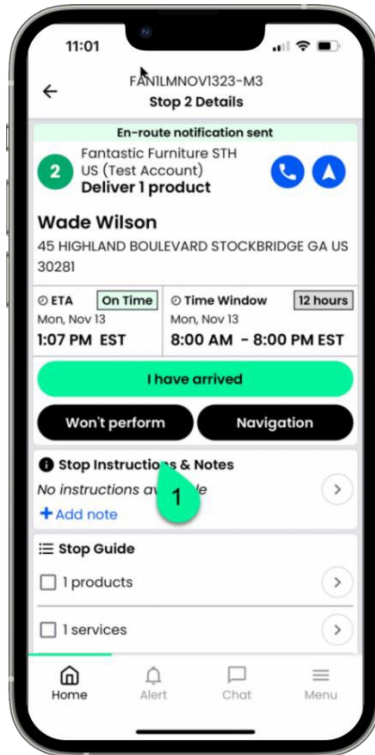 11:01
FAN1LMNOV1323-M3
Stop 2 Details
En-route notification sent
2
Fantastic Furniture STH
US (Test Account)
Deliver 1 product
Wade Wilson
45 HIGHLAND BOULEVARD STOCKBRIDGE GA US
30281
ETA On Time
Mon, Nov 13
1:07 PM EST
Time Window 12 hours
Mon, Nov 13
8:00 AM - 8:00 PM EST
I have arrived
Won't perform
Navigation
Stop Instructions & Notes
No instructions
+ Add note
1
Stop Guide
1 products
1 services
Home
Alert
Chat
Menu